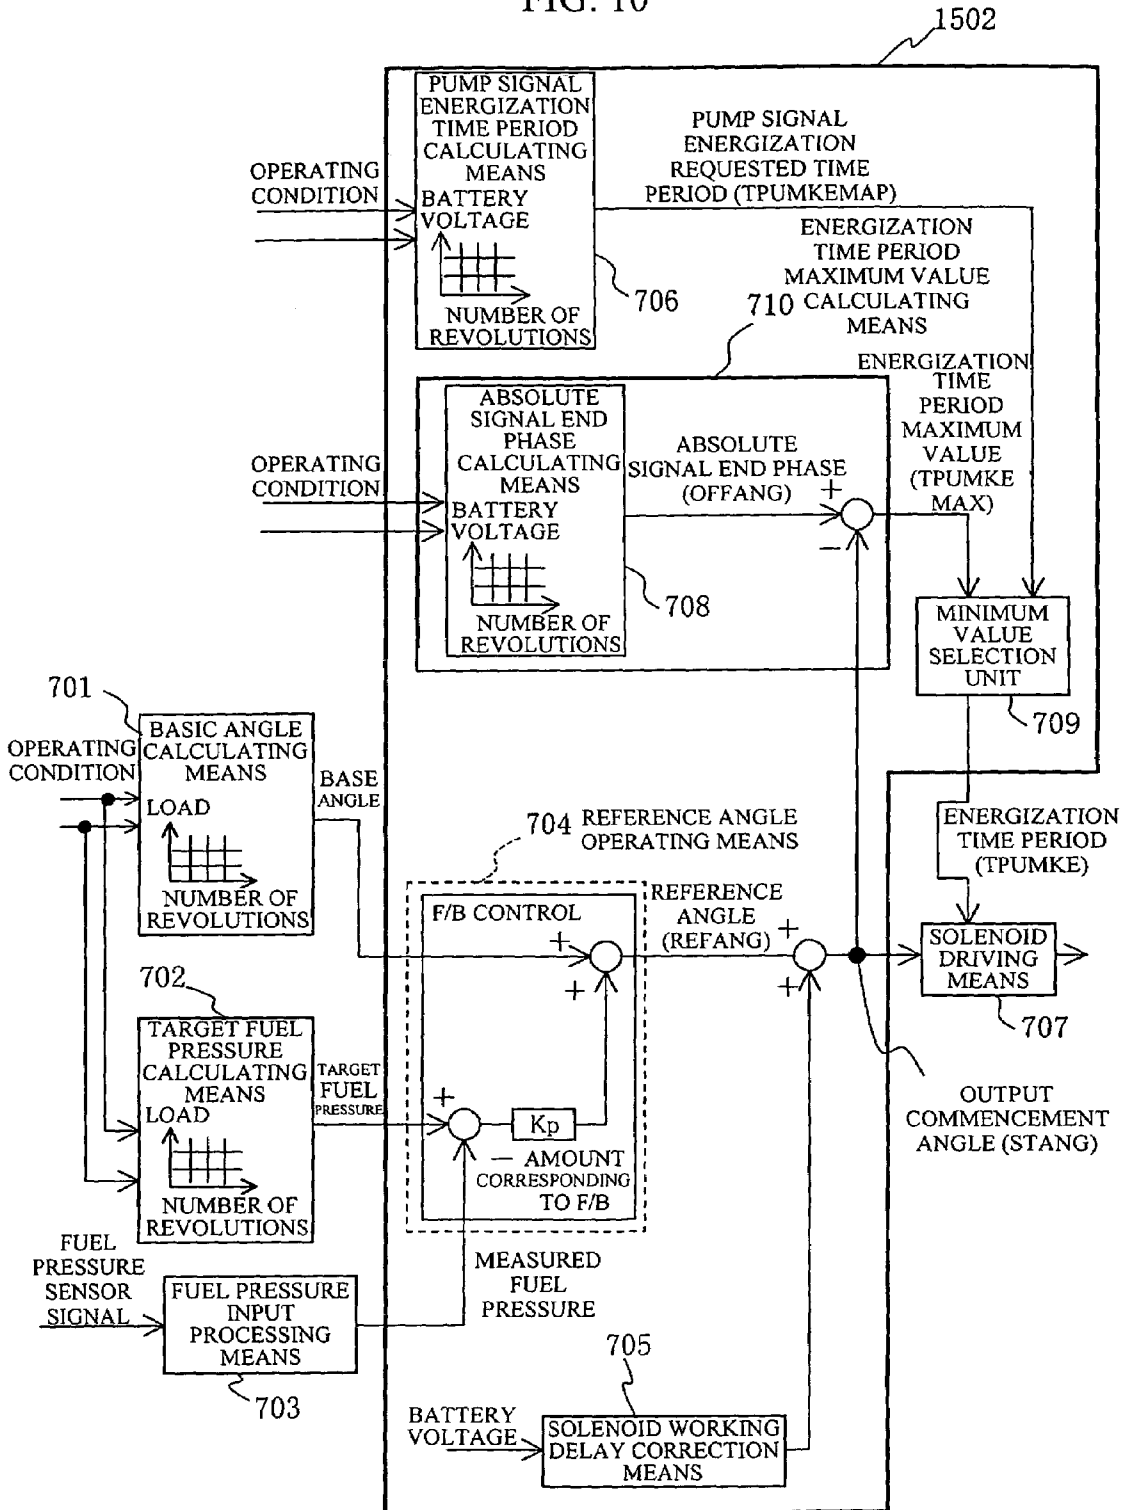 FIG. 10
1502
PUMP SIGNAL
ENERGIZATION
TIME PERIOD
CALCULATING
MEANS
BATTERY
VOLTAGE
NUMBER OF
REVOLUTIONS
OPERATING
CONDITION
706
PUMP SIGNAL
ENERGIZATION
REQUESTED TIME
PERIOD (TPUMKEMAP)
ENERGIZATION
TIME PERIOD
MAXIMUM VALUE
CALCULATING
MEANS
710
ENERGIZATION
TIME
PERIOD
MAXIMUM
VALUE
(TPUMKE
MAX)
OPERATING
CONDITION
ABSOLUTE
SIGNAL END
PHASE
CALCULATING
MEANS
BATTERY
VOLTAGE
NUMBER OF
REVOLUTIONS
708
ABSOLUTE
SIGNAL END PHASE
(OFFANG)
+
−
MINIMUM
VALUE
SELECTION
UNIT
709
701
OPERATING
CONDITION
BASIC ANGLE
CALCULATING
MEANS
LOAD
NUMBER OF
REVOLUTIONS
BASE
ANGLE
704 REFERENCE ANGLE
OPERATING MEANS
ENERGIZATION
TIME PERIOD
(TPUMKE)
F/B CONTROL
+
+
REFERENCE
ANGLE
(REFANG)
+
+
SOLENOID
DRIVING
MEANS
707
702
TARGET FUEL
PRESSURE
CALCULATING
MEANS
LOAD
NUMBER OF
REVOLUTIONS
TARGET
FUEL
PRESSURE
+
Kp
− AMOUNT
CORRESPONDING
TO F/B
OUTPUT
COMMENCEMENT
ANGLE (STANG)
FUEL
PRESSURE
SENSOR
SIGNAL
FUEL PRESSURE
INPUT
PROCESSING
MEANS
703
MEASURED
FUEL
PRESSURE
705
BATTERY
VOLTAGE
SOLENOID WORKING
DELAY CORRECTION
MEANS